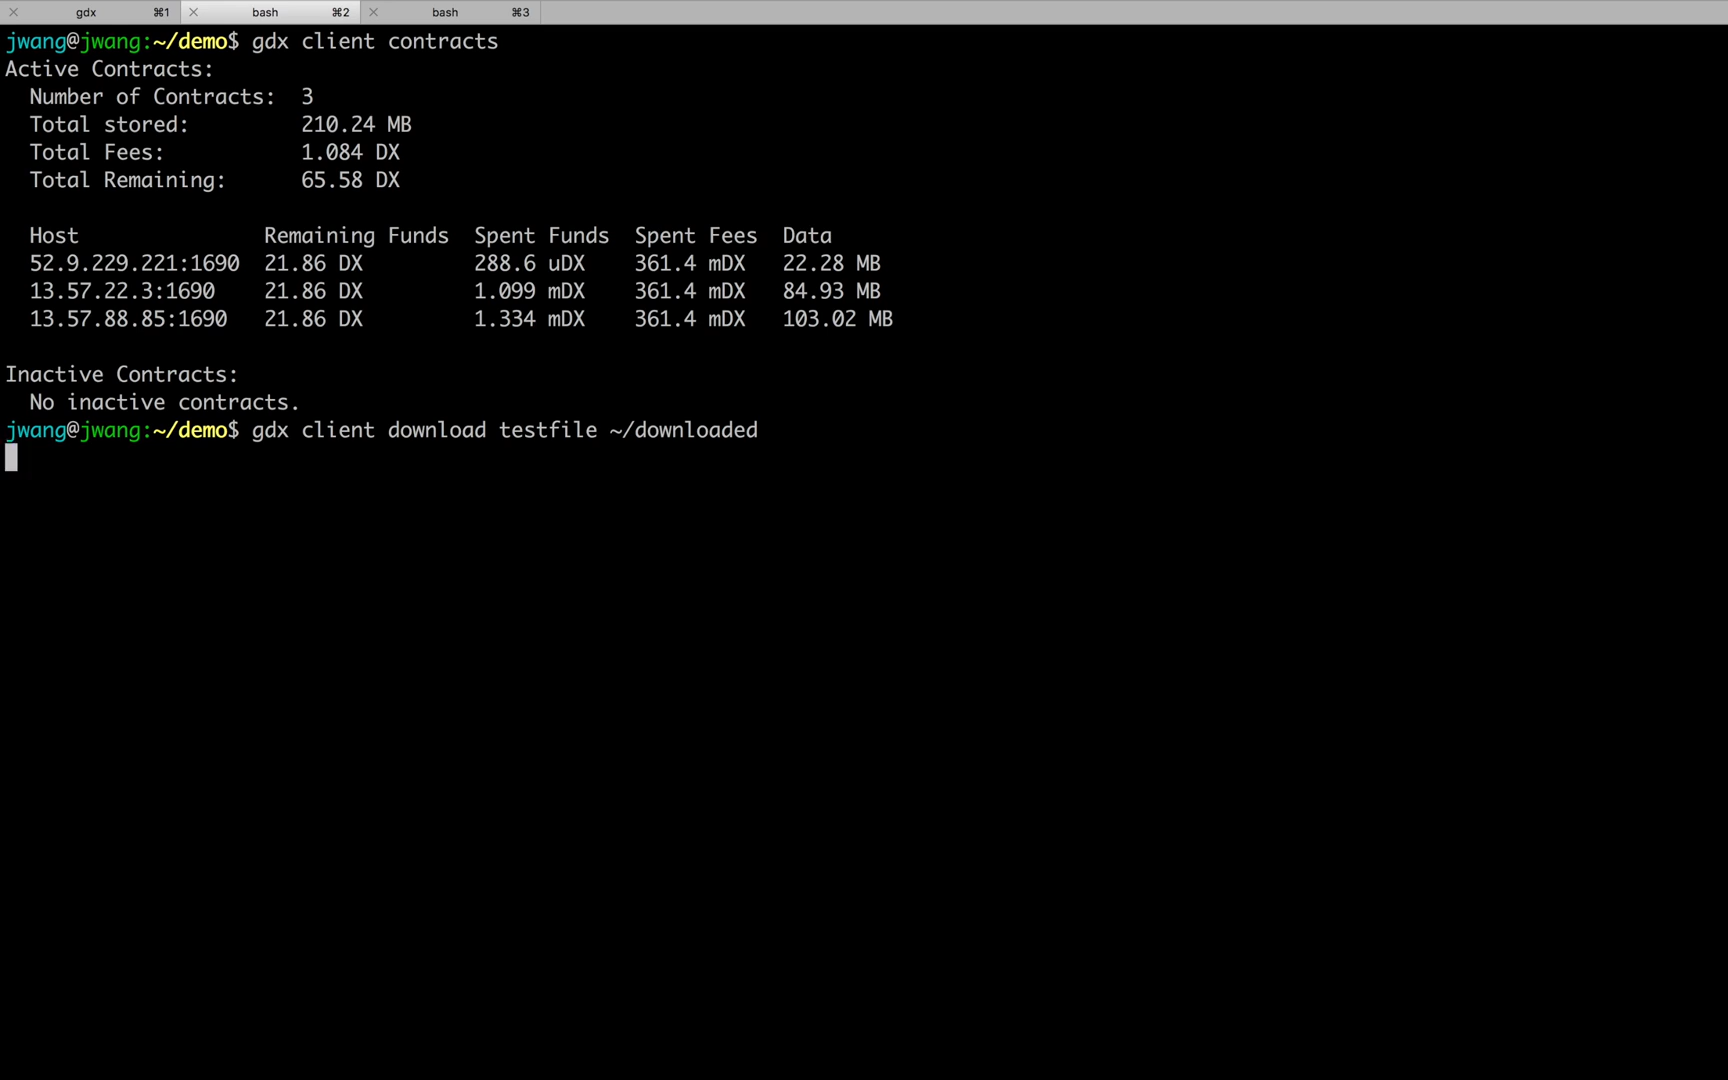 gdx ⌘1 bash ⌘2 bash ⌘3
jwang@jwang:~/demo$ gdx client contracts
Active Contracts:
Number of Contracts: 3
Total stored: 210.24 MB
Total Fees: 1.084 DX
Total Remaining: 65.58 DX
Host Remaining Funds Spent Funds Spent Fees Data
52.9.229.221:1690 21.86 DX 288.6 uDX 361.4 mDX 22.28 MB
13.57.22.3:1690 21.86 DX 1.099 mDX 361.4 mDX 84.93 MB
13.57.88.85:1690 21.86 DX 1.334 mDX 361.4 mDX 103.02 MB
Inactive Contracts:
No inactive contracts.
jwang@jwang:~/demo$ gdx client download testfile ~/downloaded